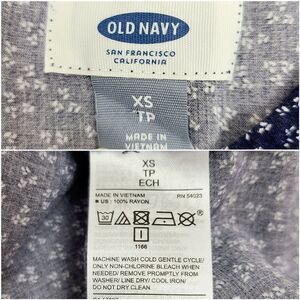 OLD NAVY
SAN FRANCISCO
CALIFORNIA
XS
TP
MADE IN
VIETNAM
XS
TP
ECH
MADE IN VIETNAM RN 54023
US: 100% RAYON
30
1166
MACHINE WASH COLD GENTLE CYCLE/
ONLY NON-CHLORINE BLEACH WHEN
NEEDED/ REMOVE PROMPTLY FROM
WASHER/ LINE DRY/ COOL IRON/
DO NOT DRY CLEAN